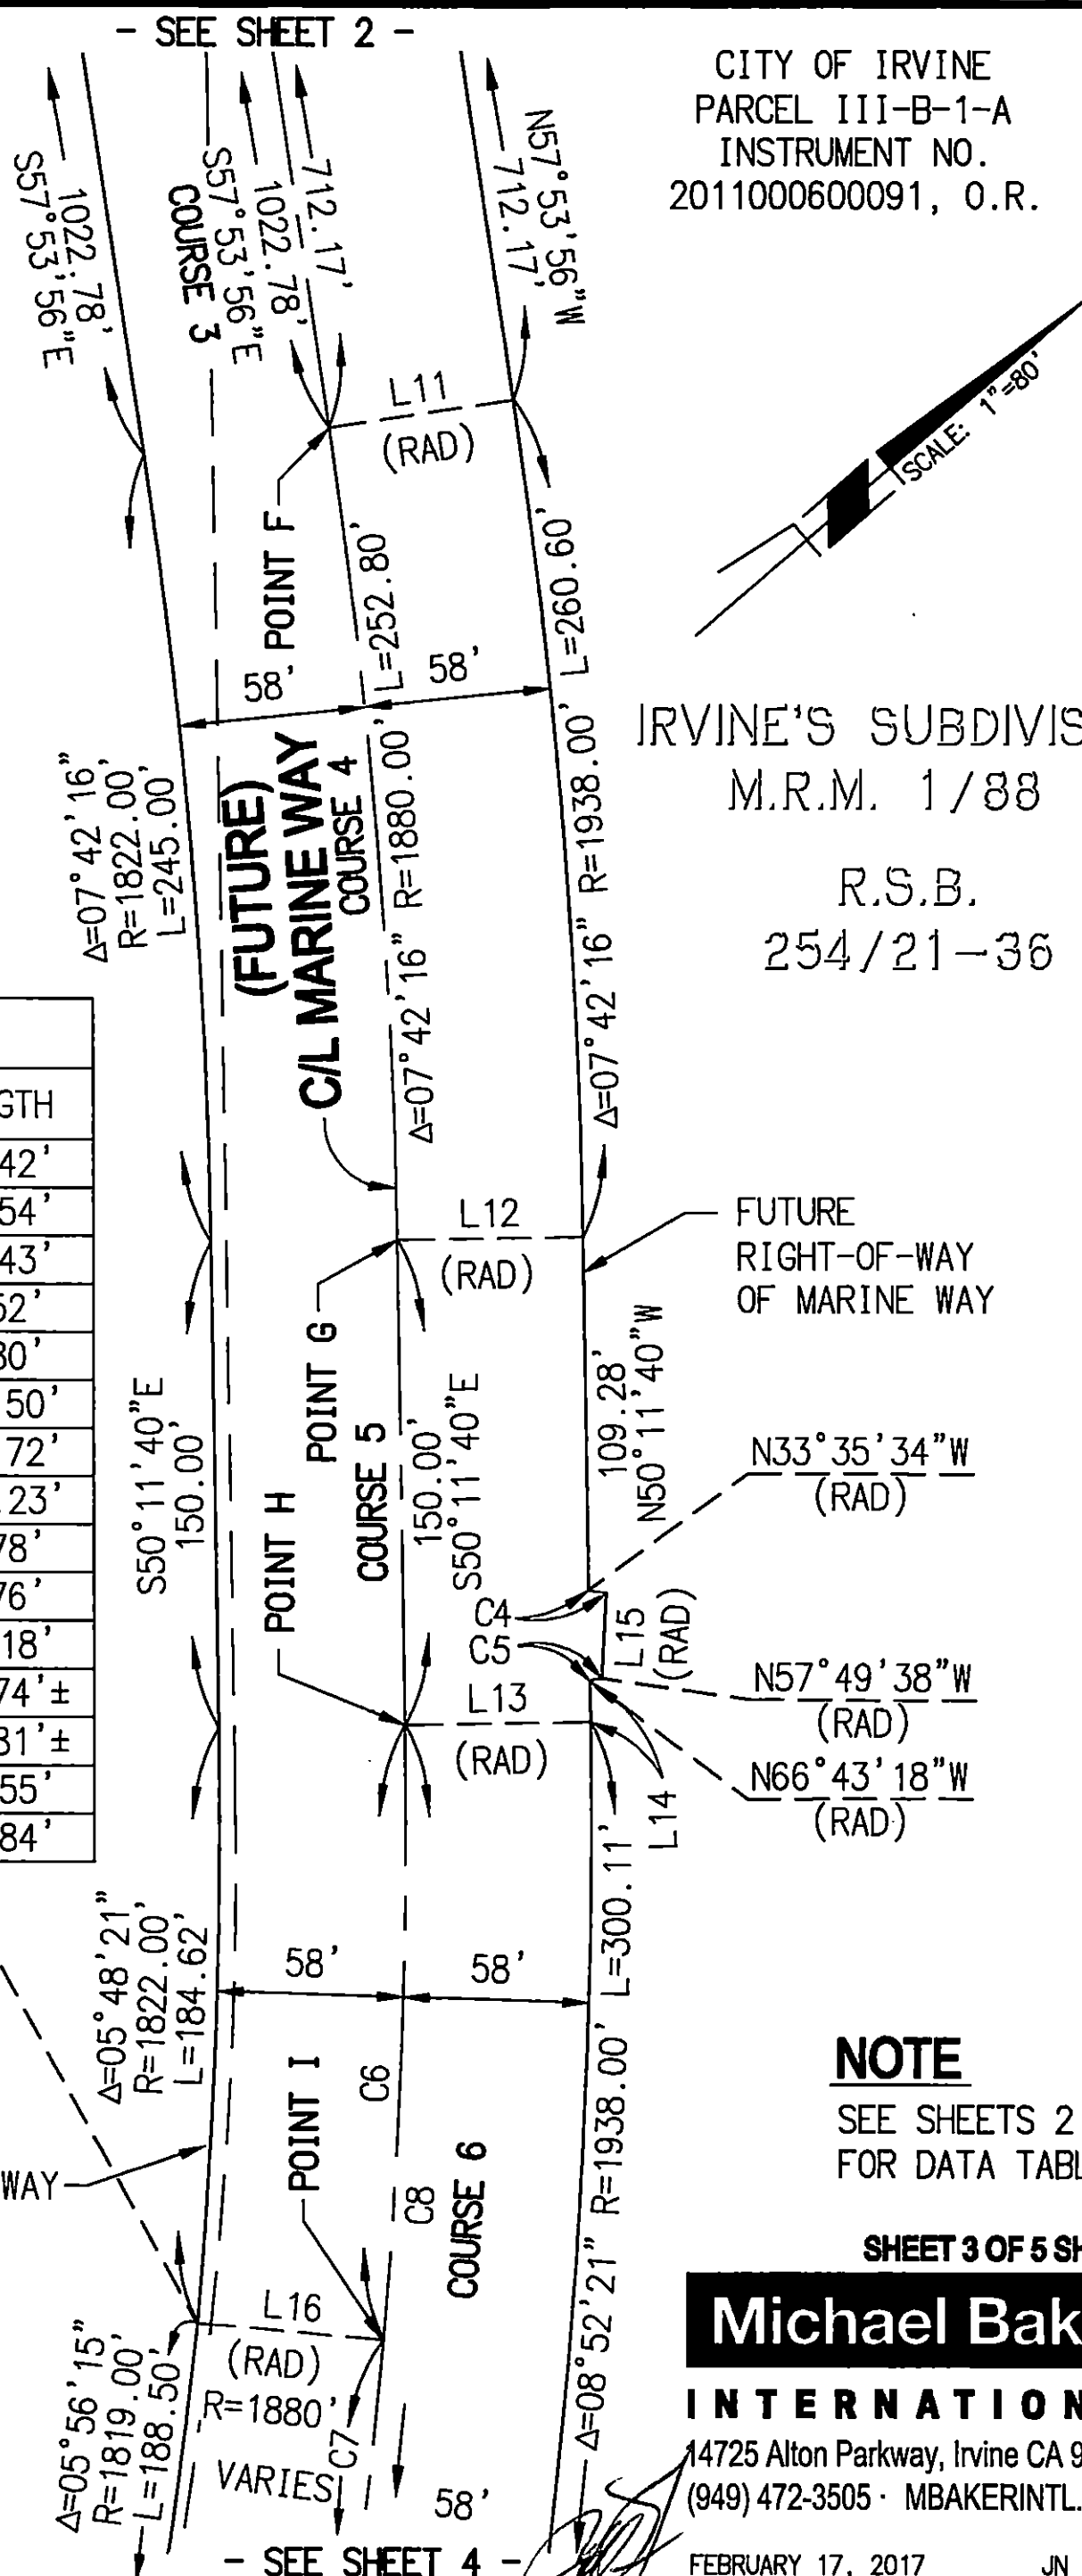 - SEE SHEET 2 -
CITY OF IRVINE
PARCEL III-B-1-A
INSTRUMENT NO.
2011000600091, O.R.
1022.78'
S57°53'56"E
COURSE 3
S57°53'56"E
1022.78'
712.17'
N57°53'56"W
712.17'
SCALE: 1"=80'
L11
(RAD)
POINT F
L=252.80'
L=260.60'
58'
58'
IRVINE'S SUBDIVIS
M.R.M. 1/88
R.S.B.
254/21-36
Δ=07°42'16"
R=1822.00'
L=245.00'
(FUTURE)
C/L MARINE WAY
COURSE 4
R=1880.00'
Δ=07°42'16"
R=1938.00'
Δ=07°42'16"
GTH
42'
54'
43'
52'
30'
50'
72'
.23'
78'
76'
18'
74'±
31'±
55'
84'
L12
(RAD)
FUTURE
RIGHT-OF-WAY
OF MARINE WAY
POINT G
S50°11'40"E
150.00'
COURSE 5
150.00'
S50°11'40"E
109.28'
N50°11'40"W
N33°35'34"W
(RAD)
POINT H
C4
C5
L15
(RAD)
N57°49'38"W
(RAD)
L13
(RAD)
N66°43'18"W
(RAD)
L14
L=300.11'
Δ=05°48'21"
R=1822.00'
L=184.62'
58'
58'
R=1938.00'
NOTE
SEE SHEETS 2
FOR DATA TABL
POINT I
C6
C8
COURSE 6
WAY
Δ=08°52'21"
SHEET 3 OF 5 SH
L16
(RAD)
R=1880'
Michael Bak
INTERNATION
Δ=05°56'15"
R=1819.00'
L=188.50'
VARIES
C7
58'
14725 Alton Parkway, Irvine CA 9
(949) 472-3505 · MBAKERINTL.
- SEE SHEET 4 -
FEBRUARY 17, 2017 JN